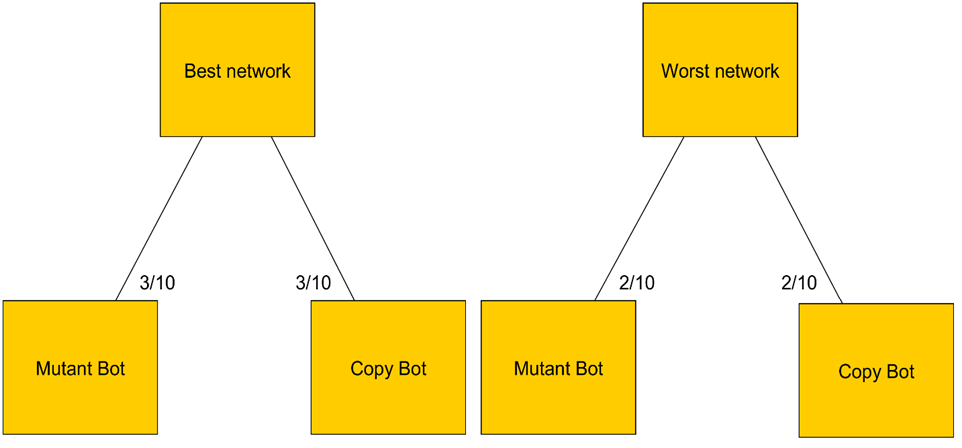 Best network
Worst network
3/10
3/10
2/10
2/10
Mutant Bot
Copy Bot
Mutant Bot
Copy Bot